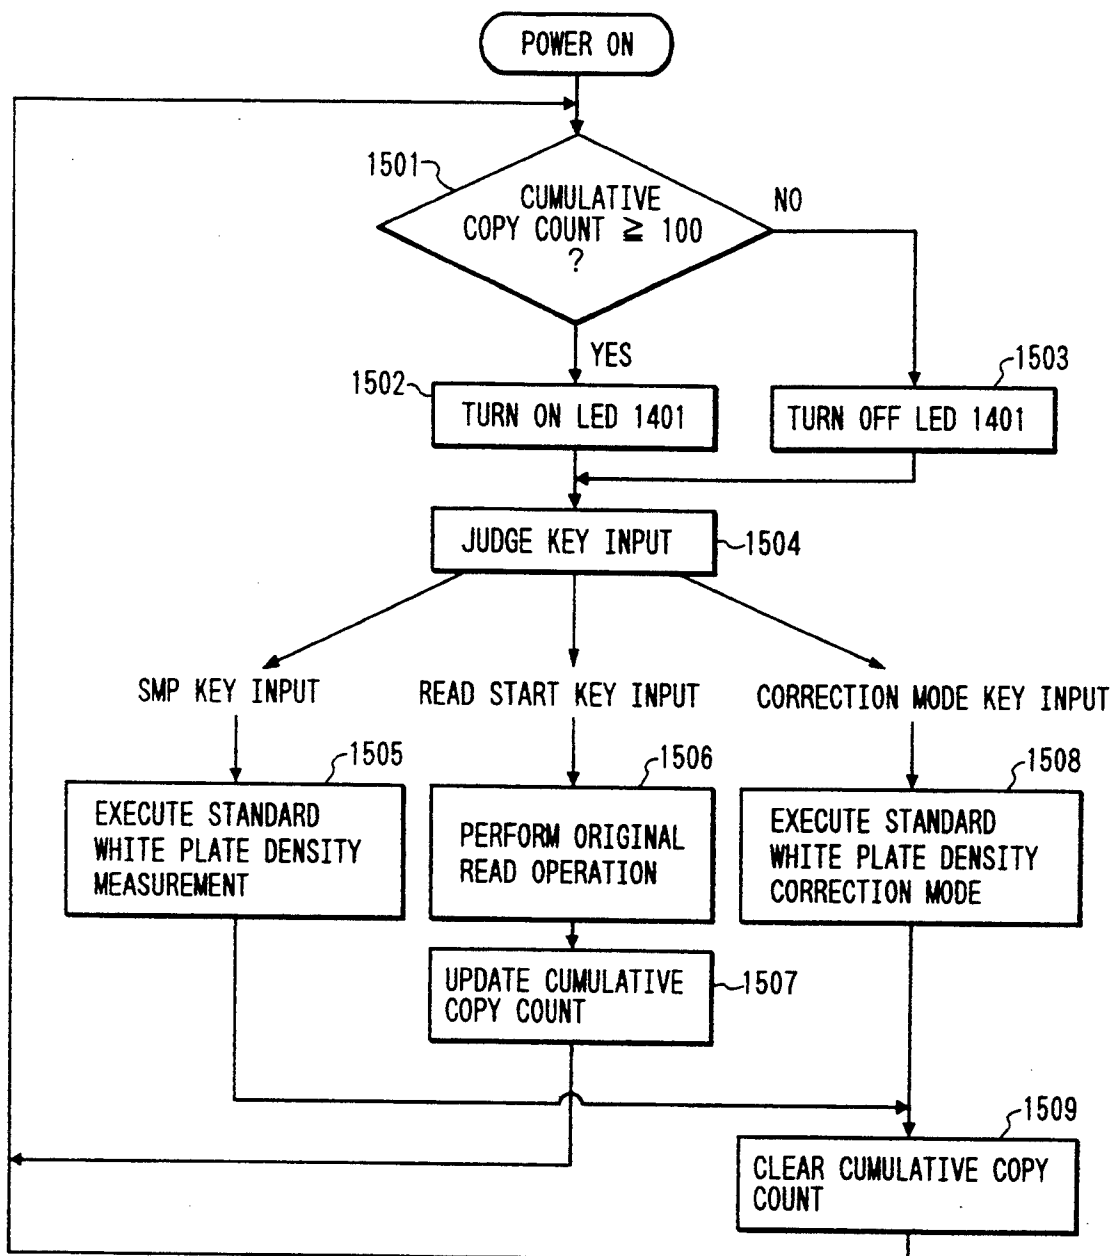 POWER ON
1501
CUMULATIVE
COPY COUNT ≧ 100
?
NO
YES
1502
TURN ON LED 1401
1503
TURN OFF LED 1401
JUDGE KEY INPUT
1504
SMP KEY INPUT
READ START KEY INPUT
CORRECTION MODE KEY INPUT
1505
EXECUTE STANDARD
WHITE PLATE DENSITY
MEASUREMENT
1506
PERFORM ORIGINAL
READ OPERATION
1508
EXECUTE STANDARD
WHITE PLATE DENSITY
CORRECTION MODE
UPDATE CUMULATIVE
COPY COUNT
1507
1509
CLEAR CUMULATIVE COPY
COUNT